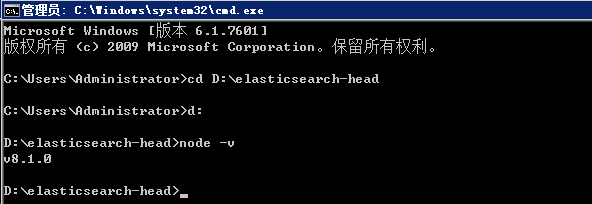 管理员: C:\Windows\system32\cmd.exe
Microsoft Windows [版本 6.1.7601]
版权所有 (c) 2009 Microsoft Corporation。保留所有权利。
C:\Users\Administrator>cd D:\elasticsearch-head
C:\Users\Administrator>d:
D:\elasticsearch-head>node -v
v8.1.0
D:\elasticsearch-head>_